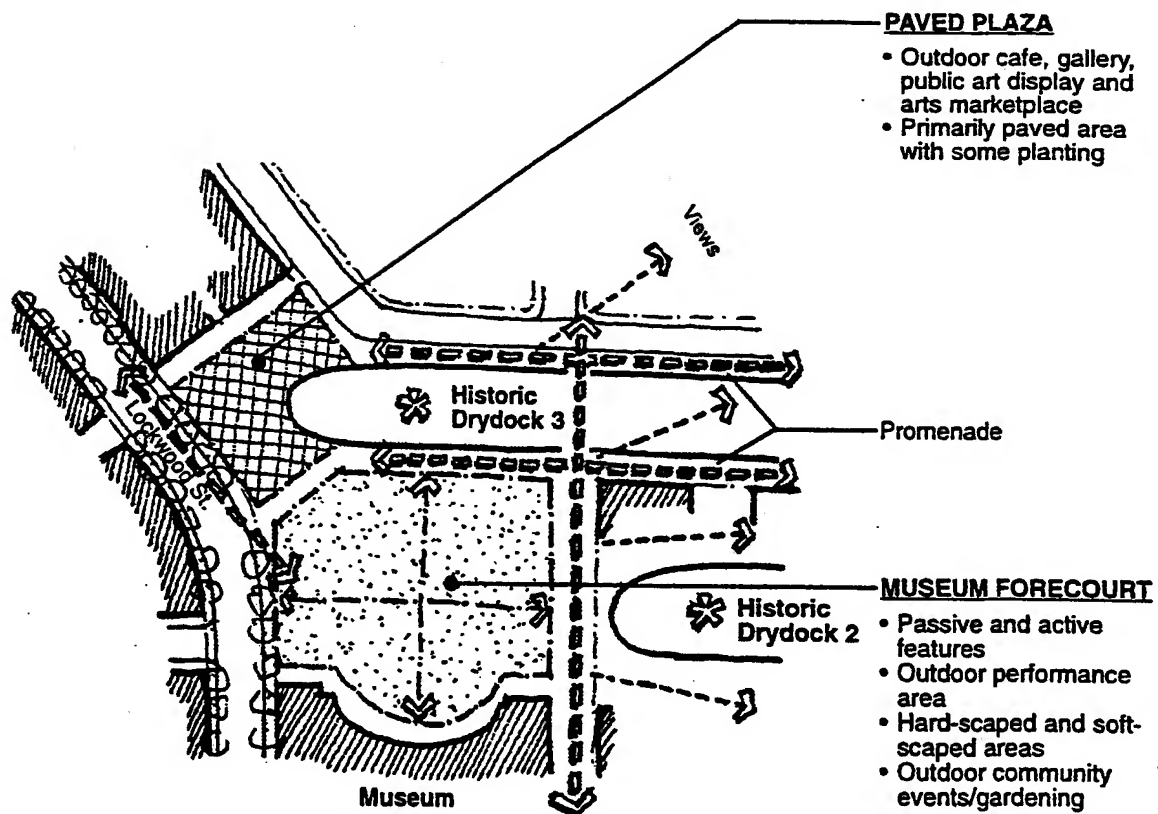 PAVED PLAZA
• Outdoor cafe, gallery,
public art display and
arts marketplace
• Primarily paved area
with some planting
Views
Historic
Drydock 3
Lockwood St.
Promenade
Historic
Drydock 2
MUSEUM FORECOURT
• Passive and active
features
• Outdoor performance
area
• Hard-scaped and soft-
scaped areas
• Outdoor community
events/gardening
Museum